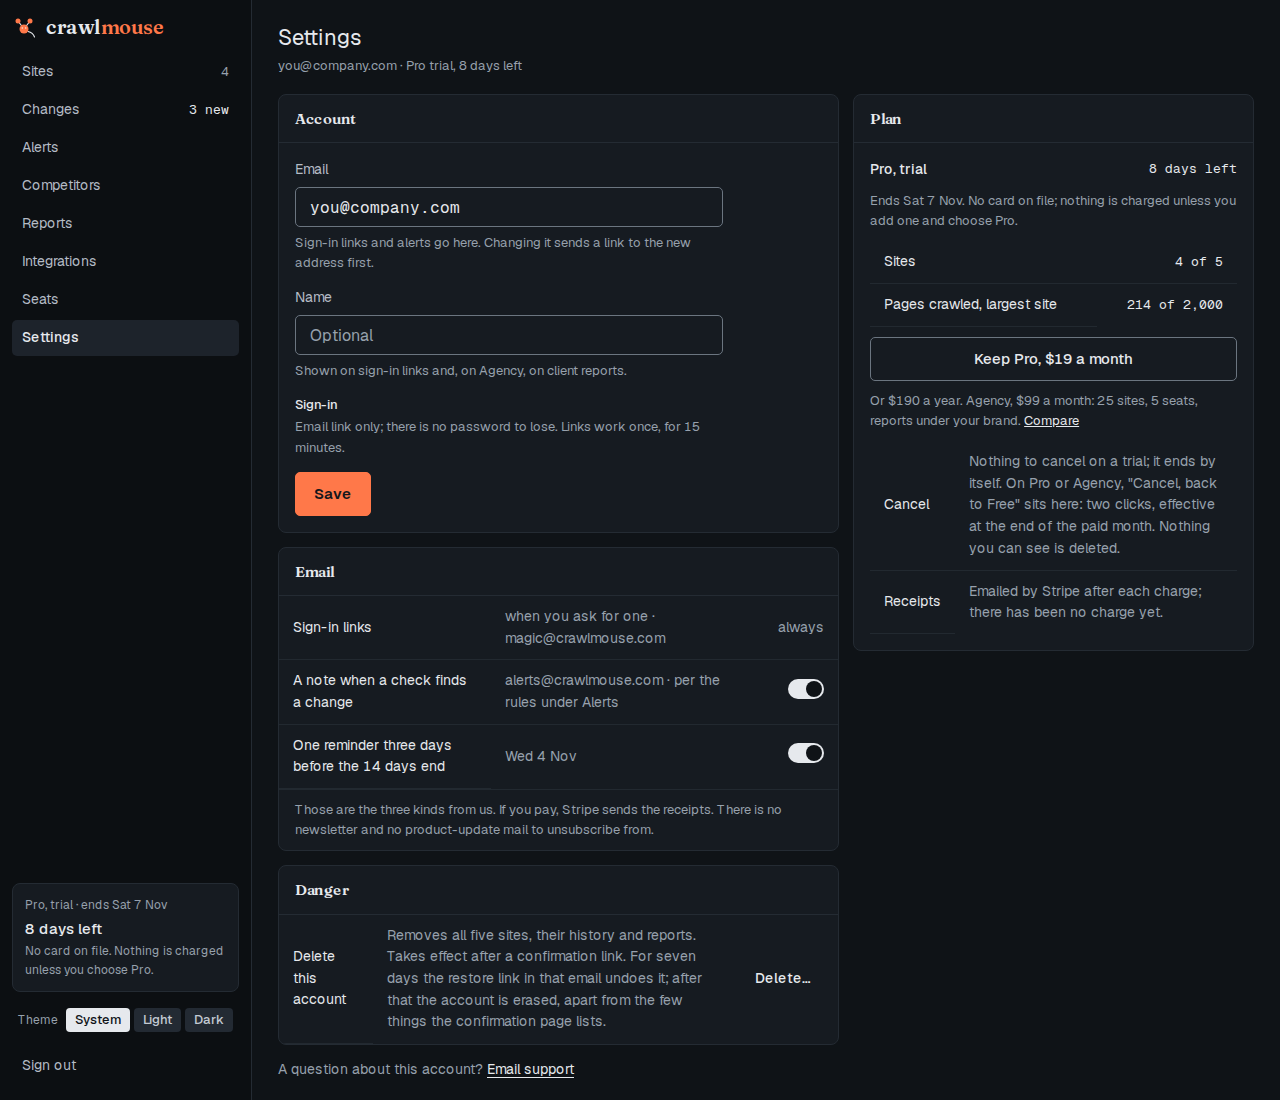 crawlmouse
Sites 4
Changes 3 new
Alerts
Competitors
Reports
Integrations
Seats
Settings
Pro, trial · ends Sat 7 Nov
8 days left
No card on file. Nothing is charged
unless you choose Pro.
Theme System Light Dark
Sign out
Settings
you@company.com · Pro trial, 8 days left
Account
Email
you@company.com
Sign-in links and alerts go here. Changing it sends a link to the new
address first.
Name
Optional
Shown on sign-in links and, on Agency, on client reports.
Sign-in
Email link only; there is no password to lose. Links work once, for 15
minutes.
Save
Email
Sign-in links
when you ask for one ·
magic@crawlmouse.com
always
A note when a check finds
a change
alerts@crawlmouse.com · per the
rules under Alerts
One reminder three days
before the 14 days end
Wed 4 Nov
Those are the three kinds from us. If you pay, Stripe sends the receipts. There is no
newsletter and no product-update mail to unsubscribe from.
Danger
Delete
this
account
Removes all five sites, their history and reports.
Takes effect after a confirmation link. For seven
days the restore link in that email undoes it; after
that the account is erased, apart from the few
things the confirmation page lists.
Delete…
A question about this account? Email support
Plan
Pro, trial 8 days left
Ends Sat 7 Nov. No card on file; nothing is charged unless you
add one and choose Pro.
Sites 4 of 5
Pages crawled, largest site 214 of 2,000
Keep Pro, $19 a month
Or $190 a year. Agency, $99 a month: 25 sites, 5 seats,
reports under your brand. Compare
Cancel
Nothing to cancel on a trial; it ends by
itself. On Pro or Agency, "Cancel, back
to Free" sits here: two clicks, effective
at the end of the paid month. Nothing
you can see is deleted.
Receipts
Emailed by Stripe after each charge;
there has been no charge yet.